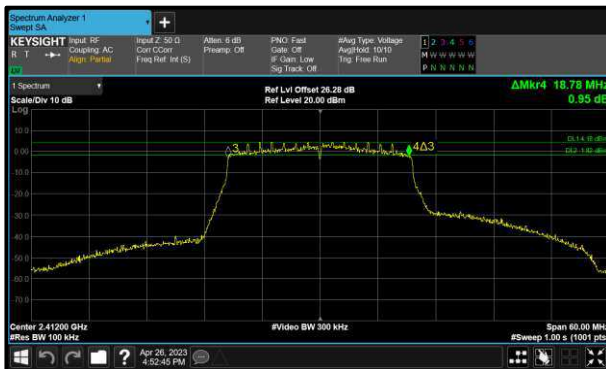 Spectrum Analyzer 1
Swept SA
KEYSIGHT
R T
Input: RF
Coupling: AC
Align: Partial
Input Z: 50 Ω
Corr CCorr
Freq Ref: Int (S)
Atten: 6 dB
Preamp: Off
PNO: Fast
Gate: Off
IF Gain: Low
Sig Track: Off
#Avg Type: Voltage
Avg|Hold: 10/10
Trig: Free Run
1 2 3 4 5 6
M W W W W W
P N N N N N
1 Spectrum
Scale/Div 10 dB
Ref Lvl Offset 26.28 dB
Ref Level 20.00 dBm
ΔMkr4 18.78 MHz
0.95 dB
Log
10.0
0.00
-10.0
-20.0
-30.0
-40.0
-50.0
-60.0
-70.0
3
4Δ3
Center 2.41200 GHz
#Res BW 100 kHz
#Video BW 300 kHz
Span 60.00 MHz
#Sweep 1.00 s (1001 pts)
Apr 26, 2023
4:52:45 PM